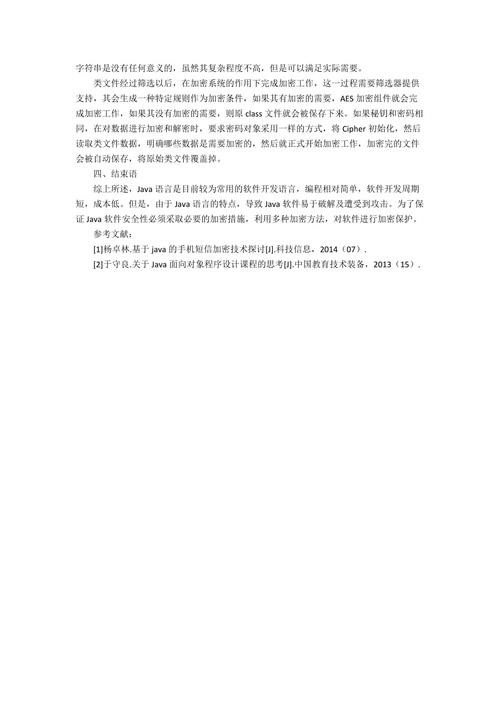 字符串是没有任何意义的，虽然其复杂程度不高，但是可以满足实际需要。
类文件经过筛选以后，在加密系统的作用下完成加密工作，这一过程需要筛选器提供
支持，其会生成一种特定规则作为加密条件，如果其有加密的需要，AES 加密组件就会完
成加密工作，如果其没有加密的需要，则原 class 文件就会被保存下来。如果秘钥和密码相
同，在对数据进行加密和解密时，要求密码对象采用一样的方式，将 Cipher 初始化，然后
读取类文件数据，明确哪些数据是需要加密的，然后就正式开始加密工作，加密完的文件
会被自动保存，将原始类文件覆盖掉。
四、结束语
综上所述，Java 语言是目前较为常用的软件开发语言，编程相对简单，软件开发周期
短，成本低。但是，由于 Java 语言的特点，导致 Java 软件易于破解及遭受到攻击。为了保
证 Java 软件安全性必须采取必要的加密措施，利用多种加密方法，对软件进行加密保护。
参考文献；
[1]杨卓林.基于 java 的手机短信加密技术探讨[J].科技信息，2014（07）.
[2]于守良.关于 Java 面向对象程序设计课程的思考[J].中国教育技术装备，2013（15）.